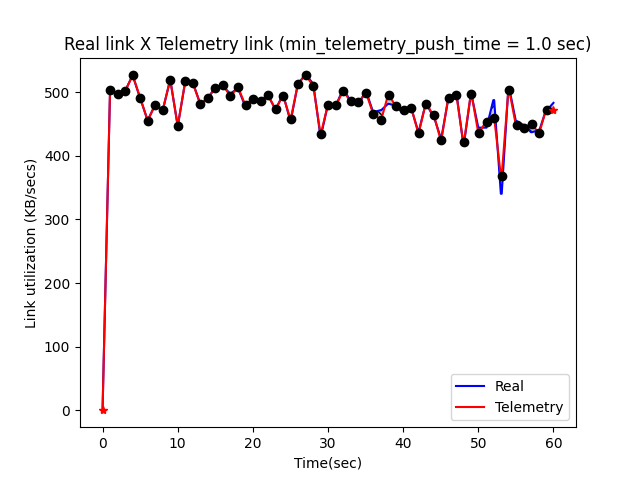 Real link X Telemetry link (min_telemetry_push_time = 1.0 sec)
Link utilization (KB/secs)
500
400
300
200
100
0
0 10 20 30 40 50 60
Time(sec)
Real
Telemetry